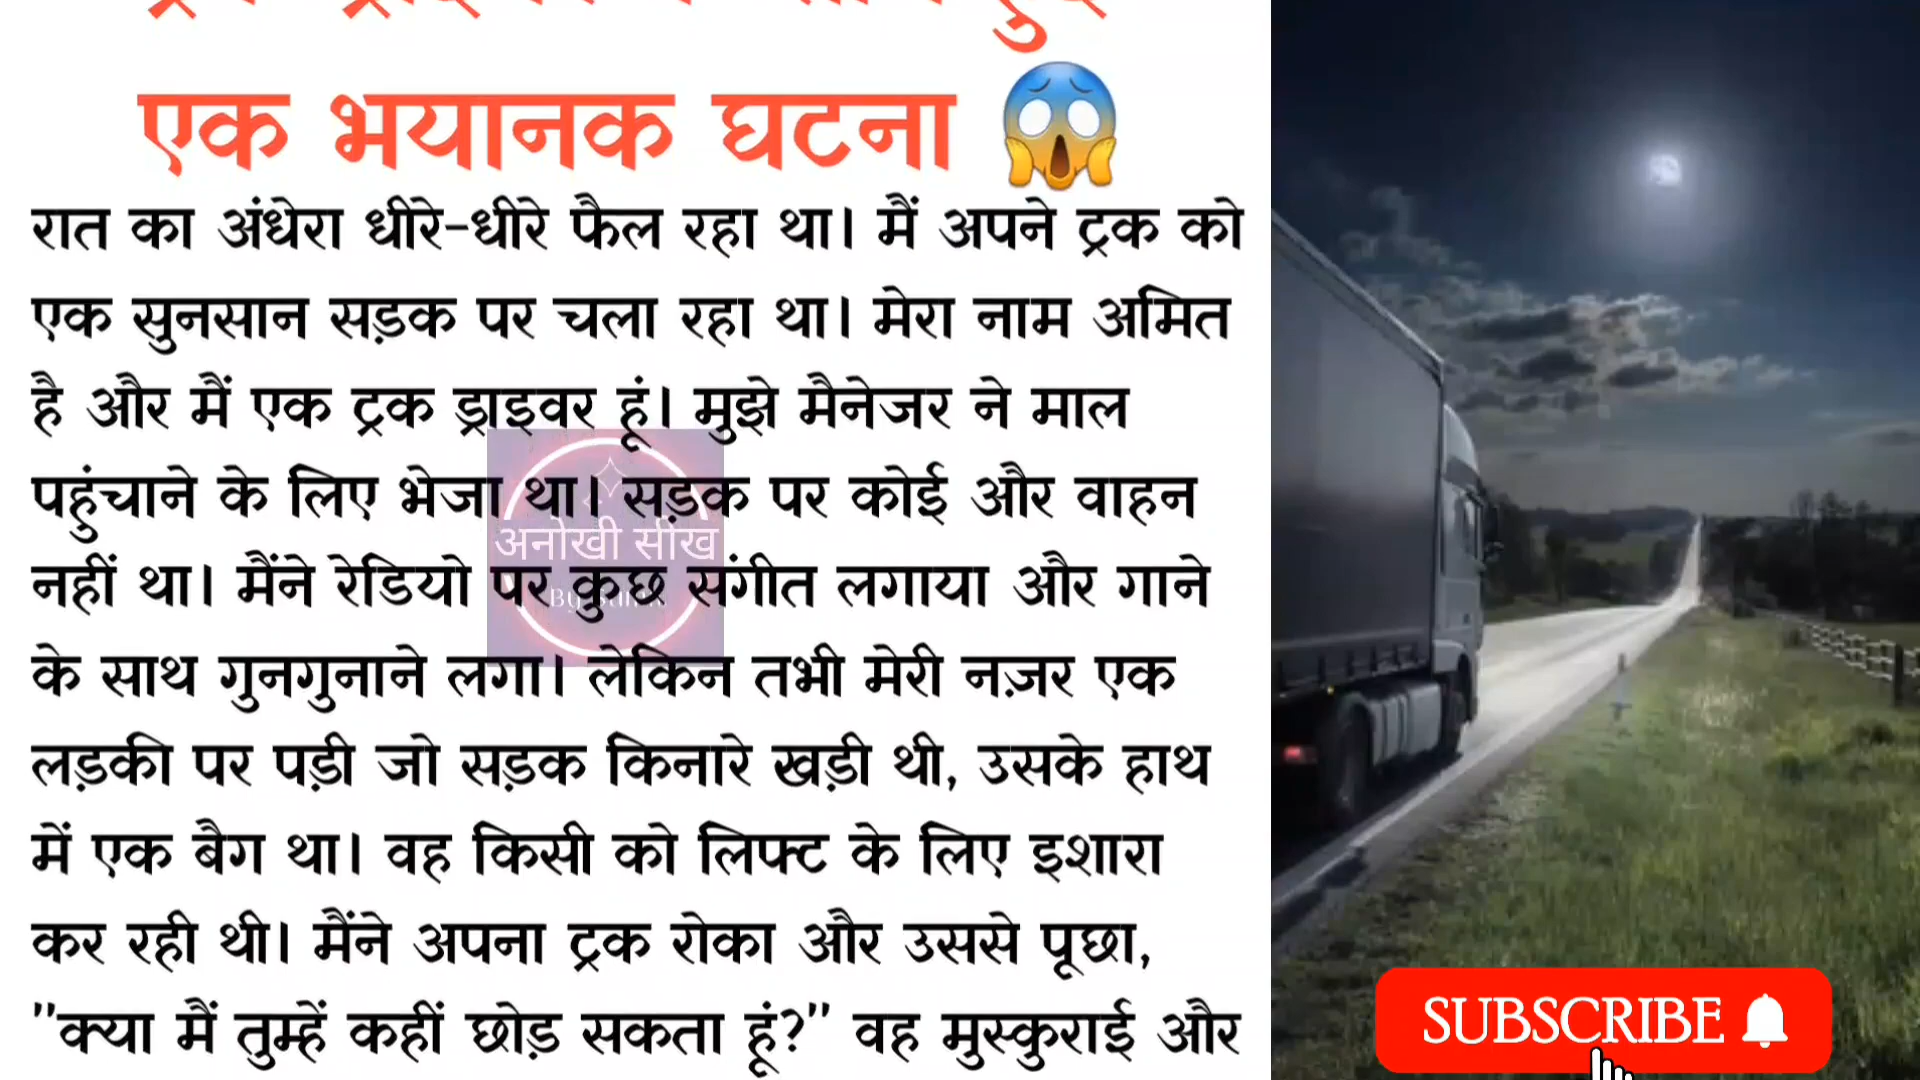 एक भयानक घटना
रात का अंधेरा धीरे-धीरे फैल रहा था। मैं अपने ट्रक को
एक सुनसान सड़क पर चला रहा था। मेरा नाम अमित
है और मैं एक ट्रक ड्राइवर हूं। मुझे मैनेजर ने माल
पहुंचाने के लिए भेजा था। सड़क पर कोई और वाहन
अनोखी सीख
नहीं था। मैंने रेडियो पर कुछ संगीत लगाया और गाने
By
के साथ गुनगुनाने लगा। लेकिन तभी मेरी नज़र एक
लड़की पर पड़ी जो सड़क किनारे खड़ी थी, उसके हाथ
में एक बैग था। वह किसी को लिफ्ट के लिए इशारा
कर रही थी। मैंने अपना ट्रक रोका और उससे पूछा,
"क्या मैं तुम्हें कहीं छोड़ सकता हूं?" वह मुस्कुराई और
SUBSCRIBE